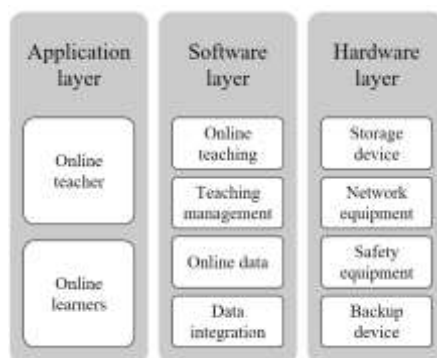 Application
layer
Online
teacher
Online
learners
Software
layer
Online
teaching
Teaching
management
Online data
Data
integration
Hardware
layer
Storage
device
Network
equipment
Safety
equipment
Backup
device